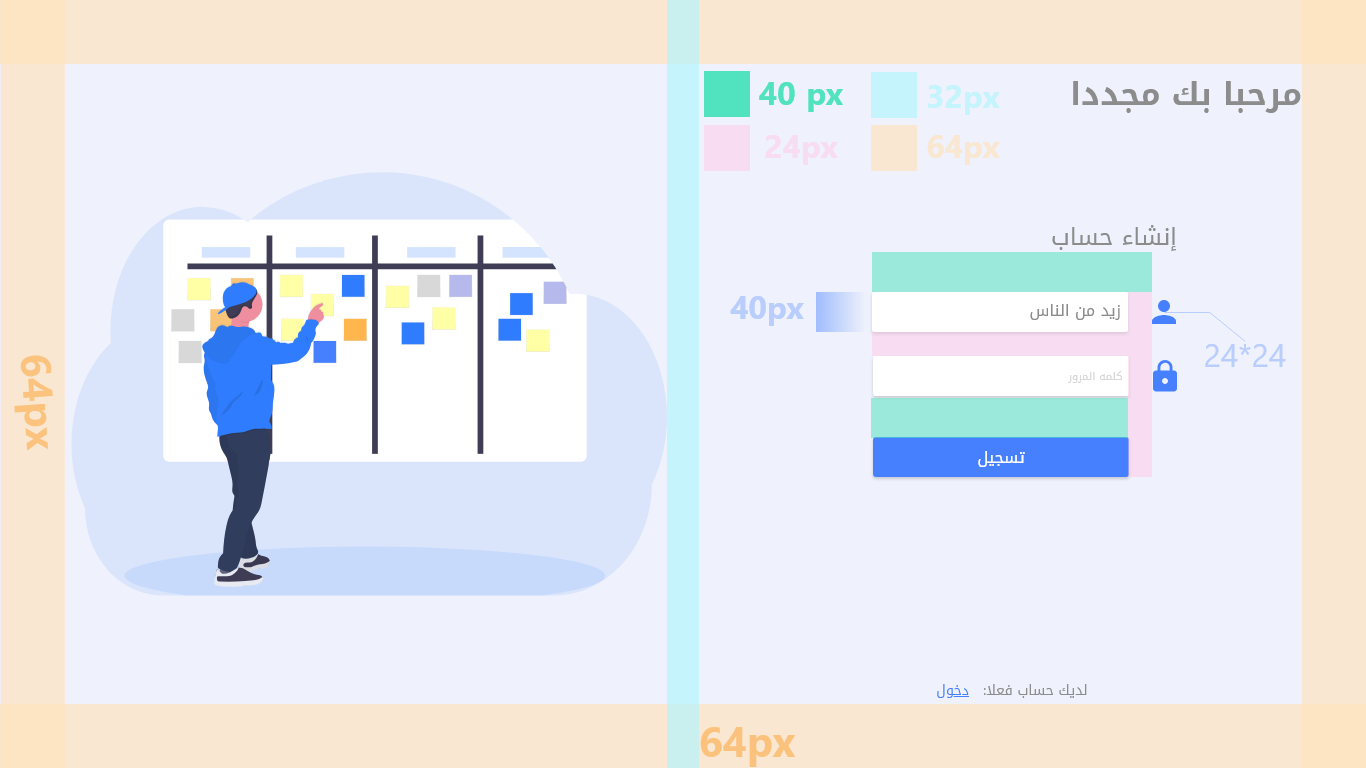 مرحبا بك مجددا
40 px
32px
24px
64px
إنشاء حساب
زيد من الناس
40px
24*24
كلمه المرور
تسجيل
64px
لديك حساب فعلا: دخول
64px